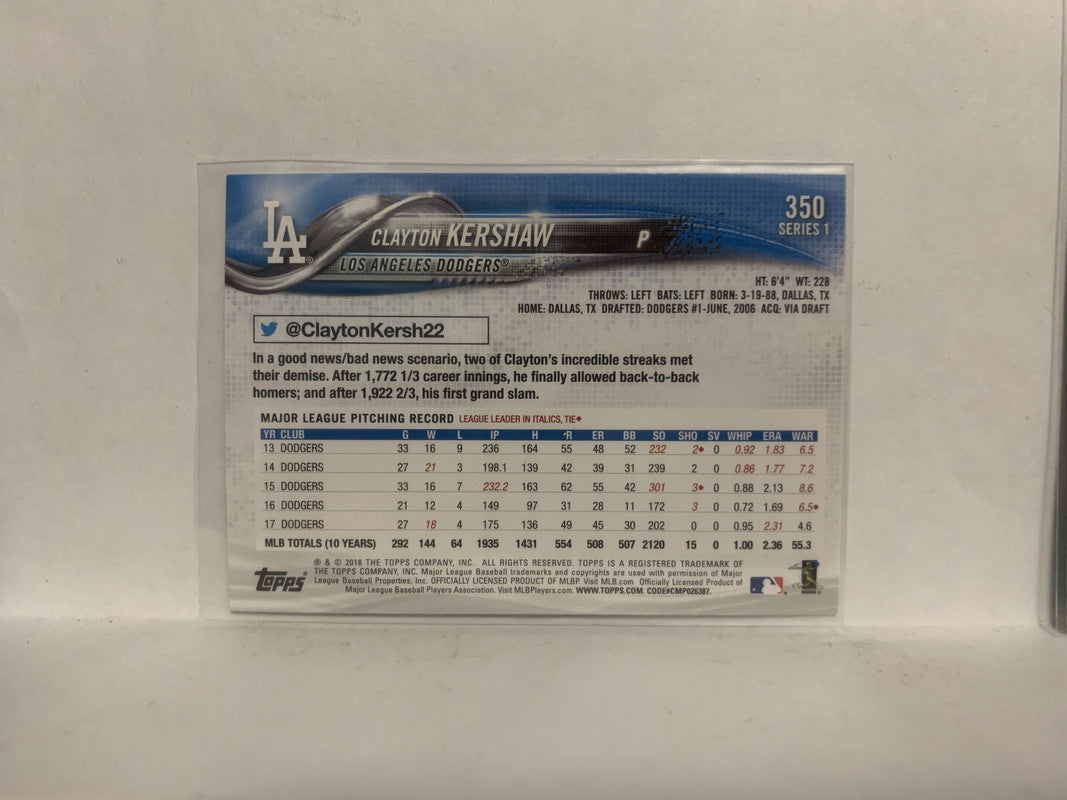 350
SERIES 1
LA
CLAYTON KERSHAW P
LOS ANGELES DODGERS®
HT: 6'4" WT: 228
THROWS: LEFT BATS: LEFT BORN: 3-19-88, DALLAS, TX
HOME: DALLAS, TX DRAFTED: DODGERS #1-JUNE, 2006 ACQ: VIA DRAFT
@ClaytonKersh22
In a good news/bad news scenario, two of Clayton's incredible streaks met
their demise. After 1,772 1/3 career innings, he finally allowed back-to-back
homers; and after 1,922 2/3, his first grand slam.
MAJOR LEAGUE PITCHING RECORD LEAGUE LEADER IN ITALICS, TIE♦
YR CLUB G W L IP H R ER BB SO SHO SV WHIP ERA WAR
13 DODGERS 33 16 9 236 164 55 48 52 232 2♦ 0 0.92 1.83 6.5
14 DODGERS 27 21 3 198.1 139 42 39 31 239 2 0 0.86 1.77 7.2
15 DODGERS 33 16 7 232.2 163 62 55 42 301 3♦ 0 0.88 2.13 8.6
16 DODGERS 21 12 4 149 97 31 28 11 172 3 0 0.72 1.69 6.5♦
17 DODGERS 27 18 4 175 136 49 45 30 202 0 0 0.95 2.31 4.6
MLB TOTALS (10 YEARS) 292 144 64 1935 1431 554 508 507 2120 15 0 1.00 2.36 55.3
® & © 2018 THE TOPPS COMPANY, INC. ALL RIGHTS RESERVED. TOPPS IS A REGISTERED TRADEMARK OF
THE TOPPS COMPANY, INC. Major League Baseball trademarks and copyrights are used with permission of Major
League Baseball Properties, Inc. OFFICIALLY LICENSED PRODUCT OF MLBP. Visit MLB.com Officially Licensed Product of
Major League Baseball Players Association. Visit MLBPlayers.com. WWW.TOPPS.COM. CODE#CMP026387.
Topps